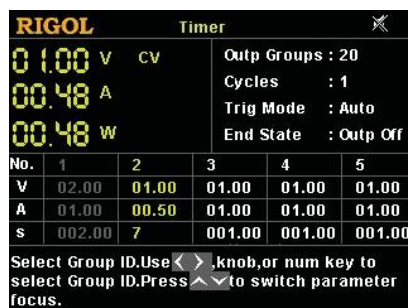 RIGOL Timer
01.00 V CV
00.48 A
00.48 W
Outp Groups : 20
Cycles : 1
Trig Mode : Auto
End State : Outp Off
No. 1 2 3 4 5
V 02.00 01.00 01.00 01.00 01.00
A 01.00 00.50 01.00 01.00 01.00
s 002.00 7 001.00 001.00 001.00
Select Group ID.Use < > ,knob,or num key to
select Group ID.Press ︿﹀to switch parameter
focus.